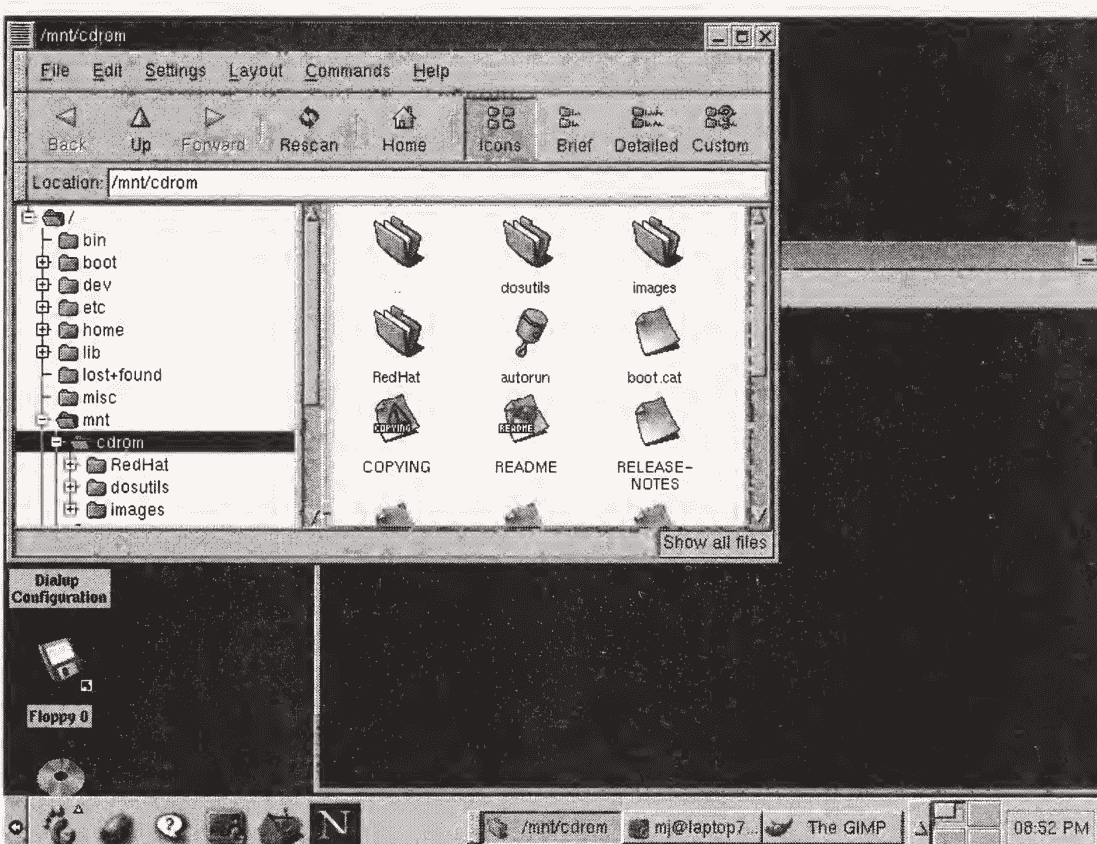 /mnt/cdrom
File Edit Settings Layout Commands Help
Back Up Forward Rescan Home Icons Brief Detailed Custom
Location: /mnt/cdrom
/
bin
boot
dev
etc
home
lib
lost+found
misc
mnt
cdrom
RedHat
dosutils
images
.. dosutils images
RedHat autorun boot.cat
COPYING README
COPYING README RELEASE-
NOTES
Show all files
Dialup
Configuration
Floppy 0
N /mnt/cdrom mj@laptop7... The GIMP 08:52 PM